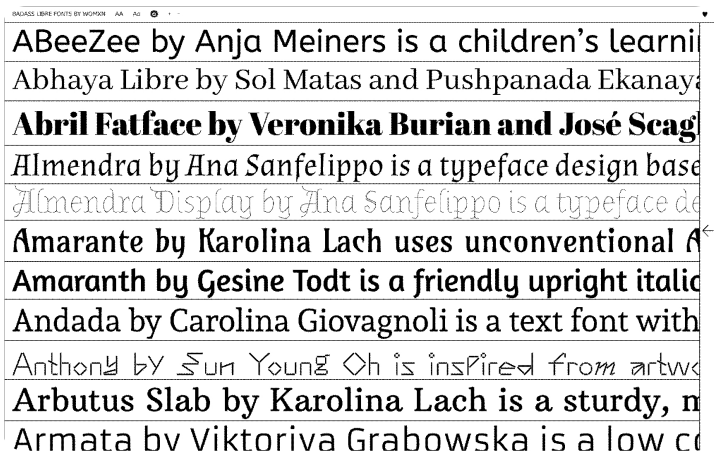 BADASS LIBRE FONTS BY WOMXN AA Aa
ABeeZee by Anja Meiners is a children's learni
Abhaya Libre by Sol Matas and Pushpanada Ekanaya
Abril Fatface by Veronika Burian and José Scagl
Almendra by Ana Sanfelippo is a typeface design base
Almendra Display by Ana Sanfelippo is a typeface de
Amarante by Karolina Lach uses unconventional A
Amaranth by Gesine Todt is a friendly upright italic
Andada by Carolina Giovagnoli is a text font with
Anthony by Sun Young Oh is inspired from artwo
Arbutus Slab by Karolina Lach is a sturdy, m
Armata by Viktoriya Grabowska is a low co